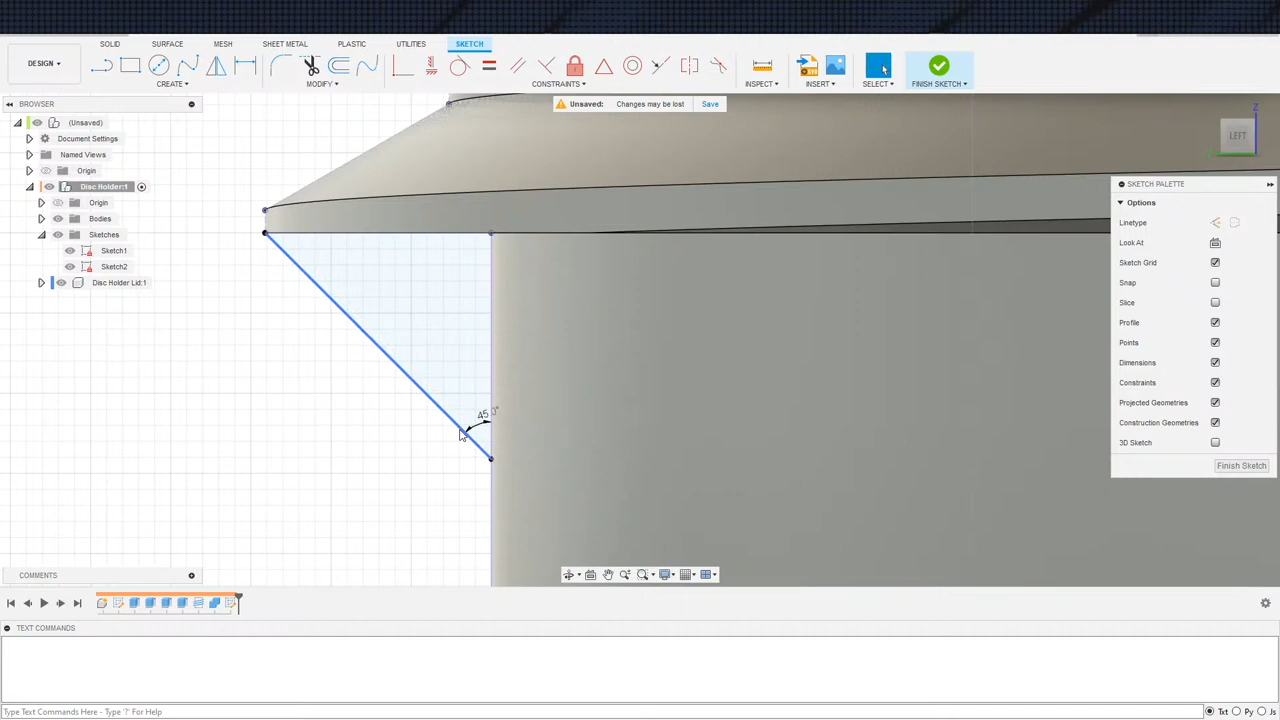 SOLID SURFACE MESH SHEET METAL PLASTIC UTILITIES SKETCH
DESIGN
CREATE MODIFY CONSTRAINTS INSPECT INSERT SELECT FINISH SKETCH
BROWSER
Unsaved: Changes may be lost Save
(Unsaved)
Document Settings
Named Views
Origin
Disc Holder:1
Origin
Bodies
Sketches
Sketch1
Sketch2
Disc Holder Lid:1
Z
LEFT
SKETCH PALETTE
Options
Linetype
Look At
Sketch Grid
Snap
Slice
Profile
Points
Dimensions
Constraints
Projected Geometries
Construction Geometries
3D Sketch
Finish Sketch
COMMENTS
TEXT COMMANDS
Type Text Commands Here - Type '?' For Help
Txt Py Js